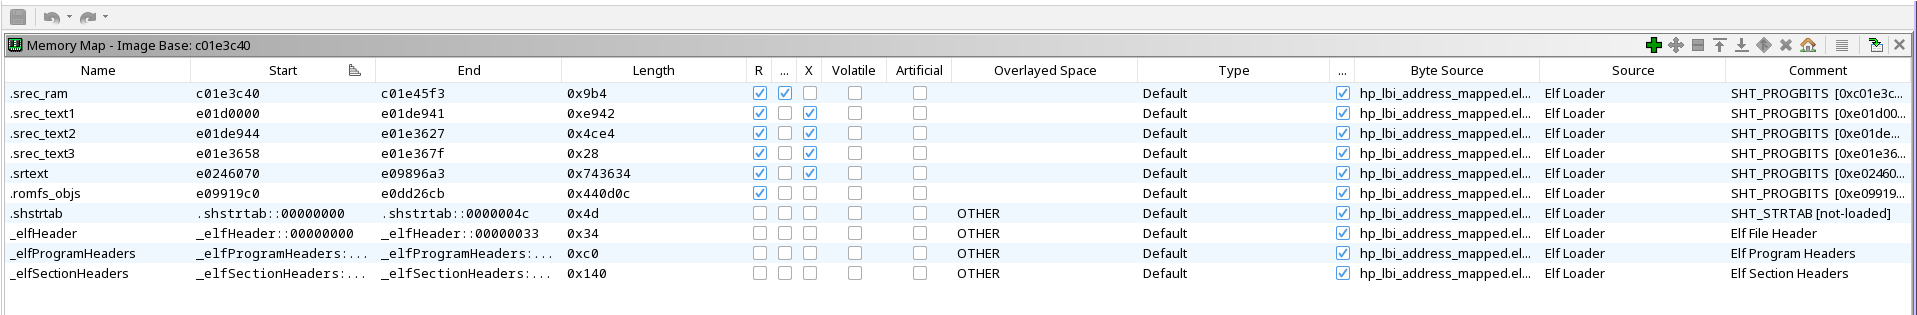 Memory Map - Image Base: c01e3c40
Name Start End Length R ... X Volatile Artificial Overlayed Space Type ... Byte Source Source Comment
.srec_ram c01e3c40 c01e45f3 0x9b4 Default hp_lbi_address_mapped.el... Elf Loader SHT_PROGBITS [0xc01e3c...
.srec_text1 e01d0000 e01de941 0xe942 Default hp_lbi_address_mapped.el... Elf Loader SHT_PROGBITS [0xe01d00...
.srec_text2 e01de944 e01e3627 0x4ce4 Default hp_lbi_address_mapped.el... Elf Loader SHT_PROGBITS [0xe01de...
.srec_text3 e01e3658 e01e367f 0x28 Default hp_lbi_address_mapped.el... Elf Loader SHT_PROGBITS [0xe01e36...
.srtext e0246070 e09896a3 0x743634 Default hp_lbi_address_mapped.el... Elf Loader SHT_PROGBITS [0xe02460...
.romfs_objs e09919c0 e0dd26cb 0x440d0c Default hp_lbi_address_mapped.el... Elf Loader SHT_PROGBITS [0xe09919...
.shstrtab .shstrtab::00000000 .shstrtab::0000004c 0x4d OTHER Default hp_lbi_address_mapped.el... Elf Loader SHT_STRTAB [not-loaded]
_elfHeader _elfHeader::00000000 _elfHeader::00000033 0x34 OTHER Default hp_lbi_address_mapped.el... Elf Loader Elf File Header
_elfProgramHeaders _elfProgramHeaders:... _elfProgramHeaders:... 0xc0 OTHER Default hp_lbi_address_mapped.el... Elf Loader Elf Program Headers
_elfSectionHeaders _elfSectionHeaders:... _elfSectionHeaders:... 0x140 OTHER Default hp_lbi_address_mapped.el... Elf Loader Elf Section Headers